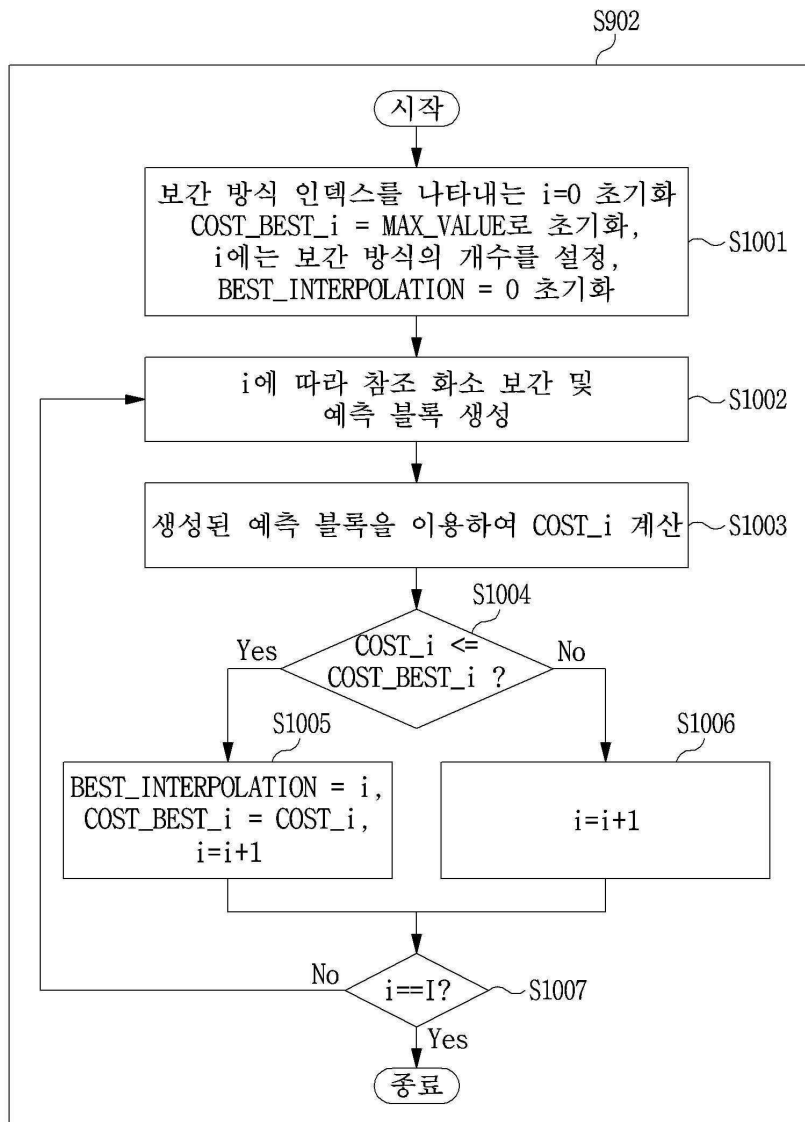 S902
시작
보간 방식 인덱스를 나타내는 i=0 초기화
COST_BEST_i = MAX_VALUE로 초기화,
i에는 보간 방식의 개수를 설정,
BEST_INTERPOLATION = 0 초기화
S1001
i에 따라 참조 화소 보간 및
예측 블록 생성
S1002
생성된 예측 블록을 이용하여 COST_i 계산
S1003
S1004
COST_i <=
COST_BEST_i ?
Yes
No
S1005
BEST_INTERPOLATION = i,
COST_BEST_i = COST_i,
i=i+1
S1006
i=i+1
No
i==I?
S1007
Yes
종료